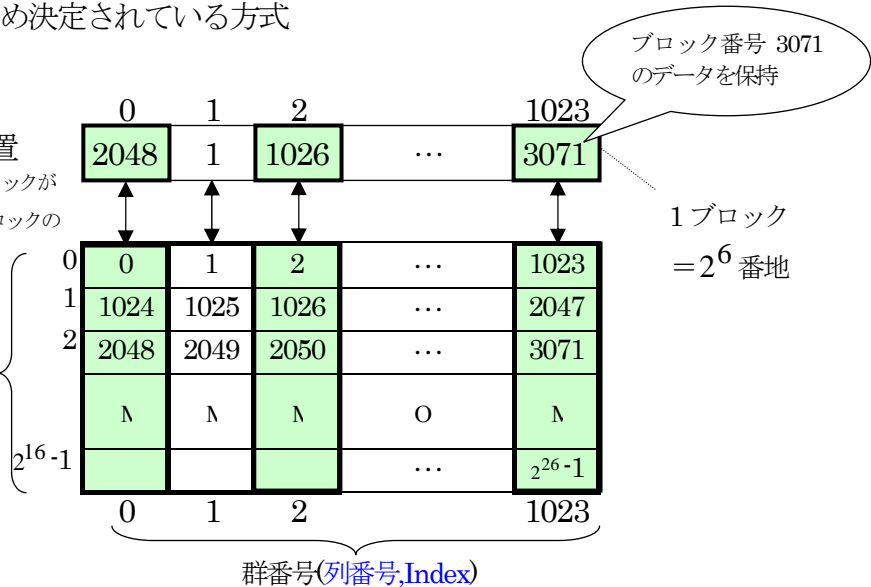 め決定されている方式
ブロック番号 3071
のデータを保持
0 1 2 1023
置
ックが
ロックの
2048 1 1026 … 3071
1ブロック
=2^6 番地
0 0 1 2 … 1023
1 1024 1025 1026 … 2047
2 2048 2049 2050 … 3071
O
2^16 -1 … 2^26 -1
0 1 2 1023
群番号(列番号,Index)